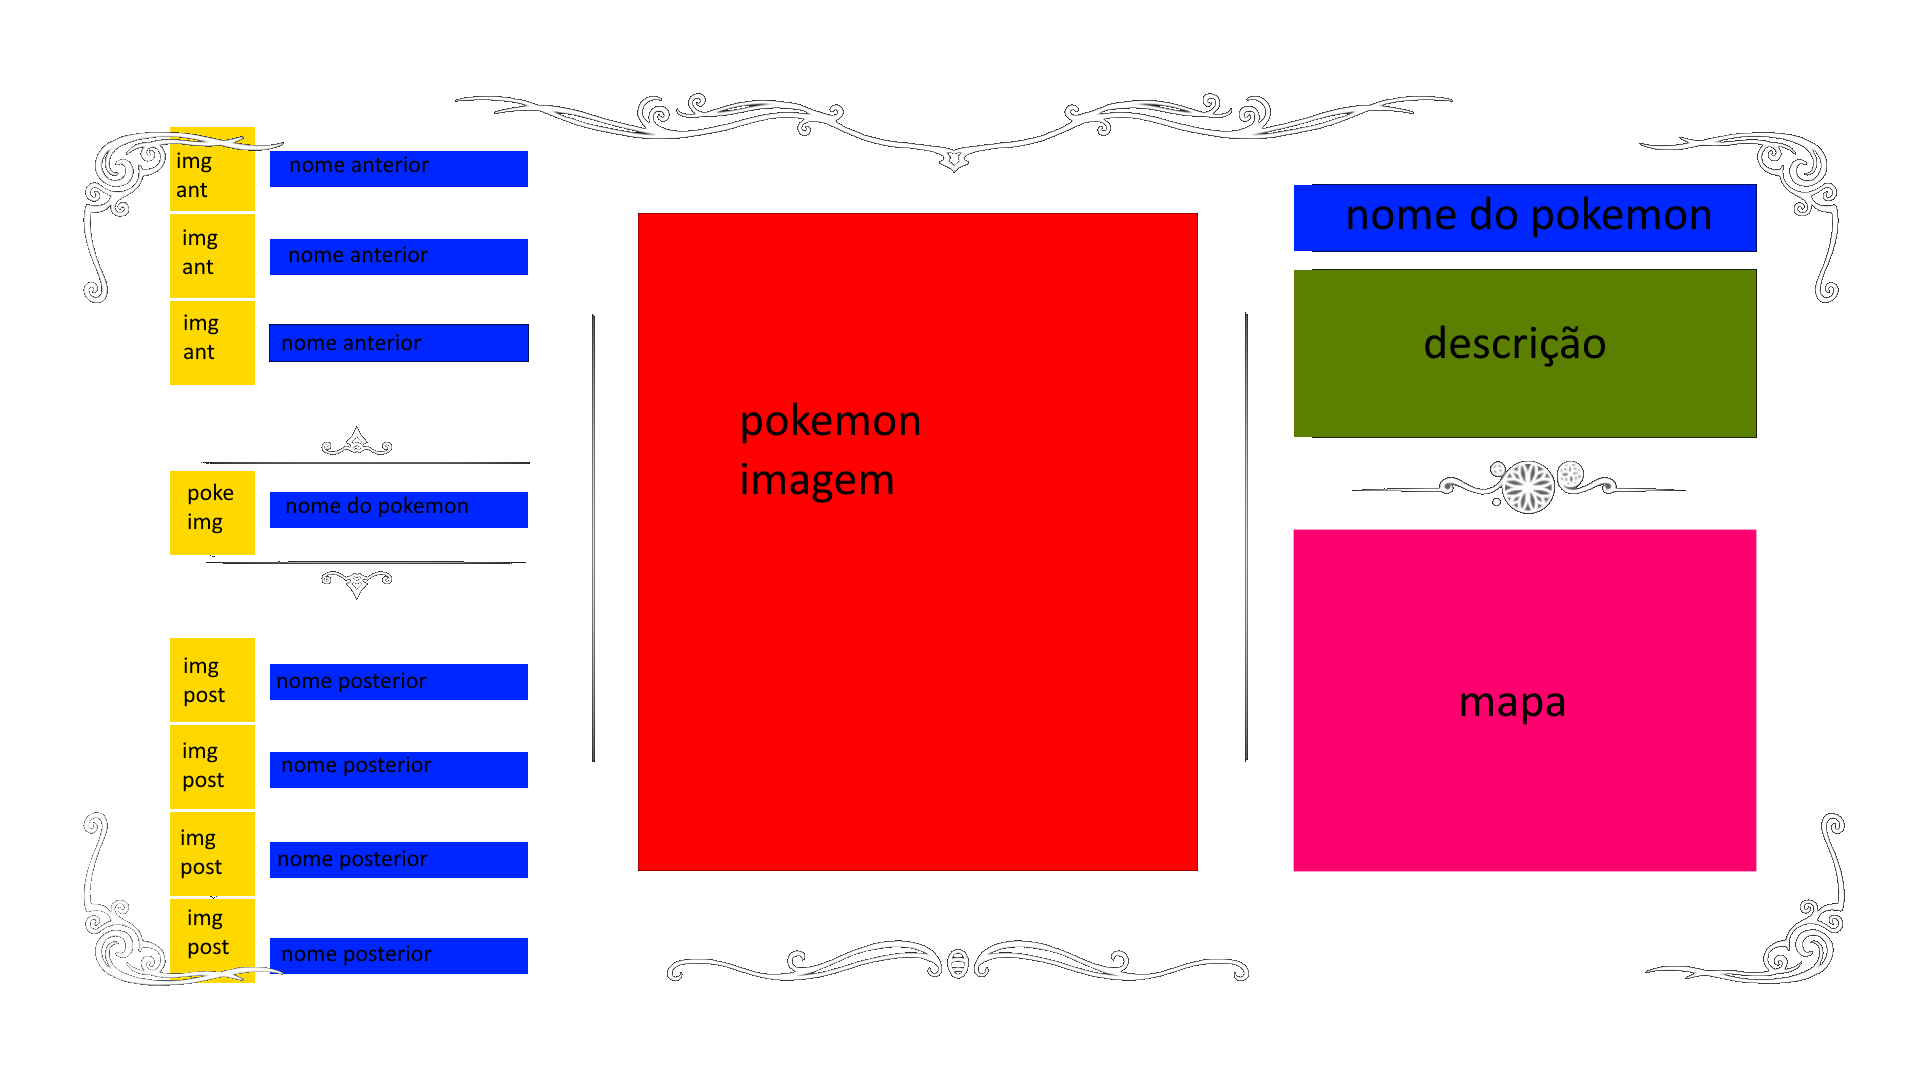 img
ant
nome anterior
img
ant
nome anterior
img
ant
nome anterior
poke
img
nome do pokemon
img
post
nome posterior
img
post
nome posterior
img
post
nome posterior
img
post
nome posterior
pokemon
imagem
nome do pokemon
descrição
mapa